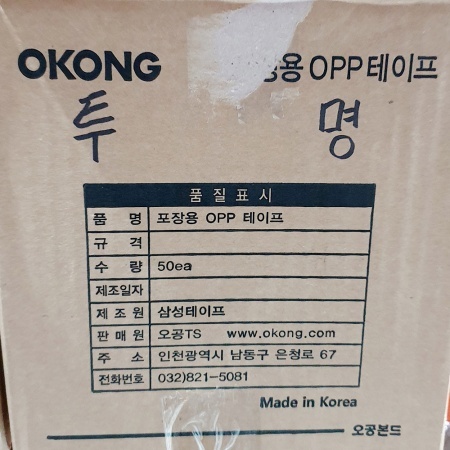 OKONG 포장용 OPP 테이프
투 명
품 질 표 시
품 명 포장용 OPP 테이프
규 격
수 량 50ea
제조일자
제 조 원 삼성테이프
판 매 원 오공TS www.okong.com
주 소 인천광역시 남동구 은청로 67
전화번호 032)821-5081
Made in Korea
오공본드